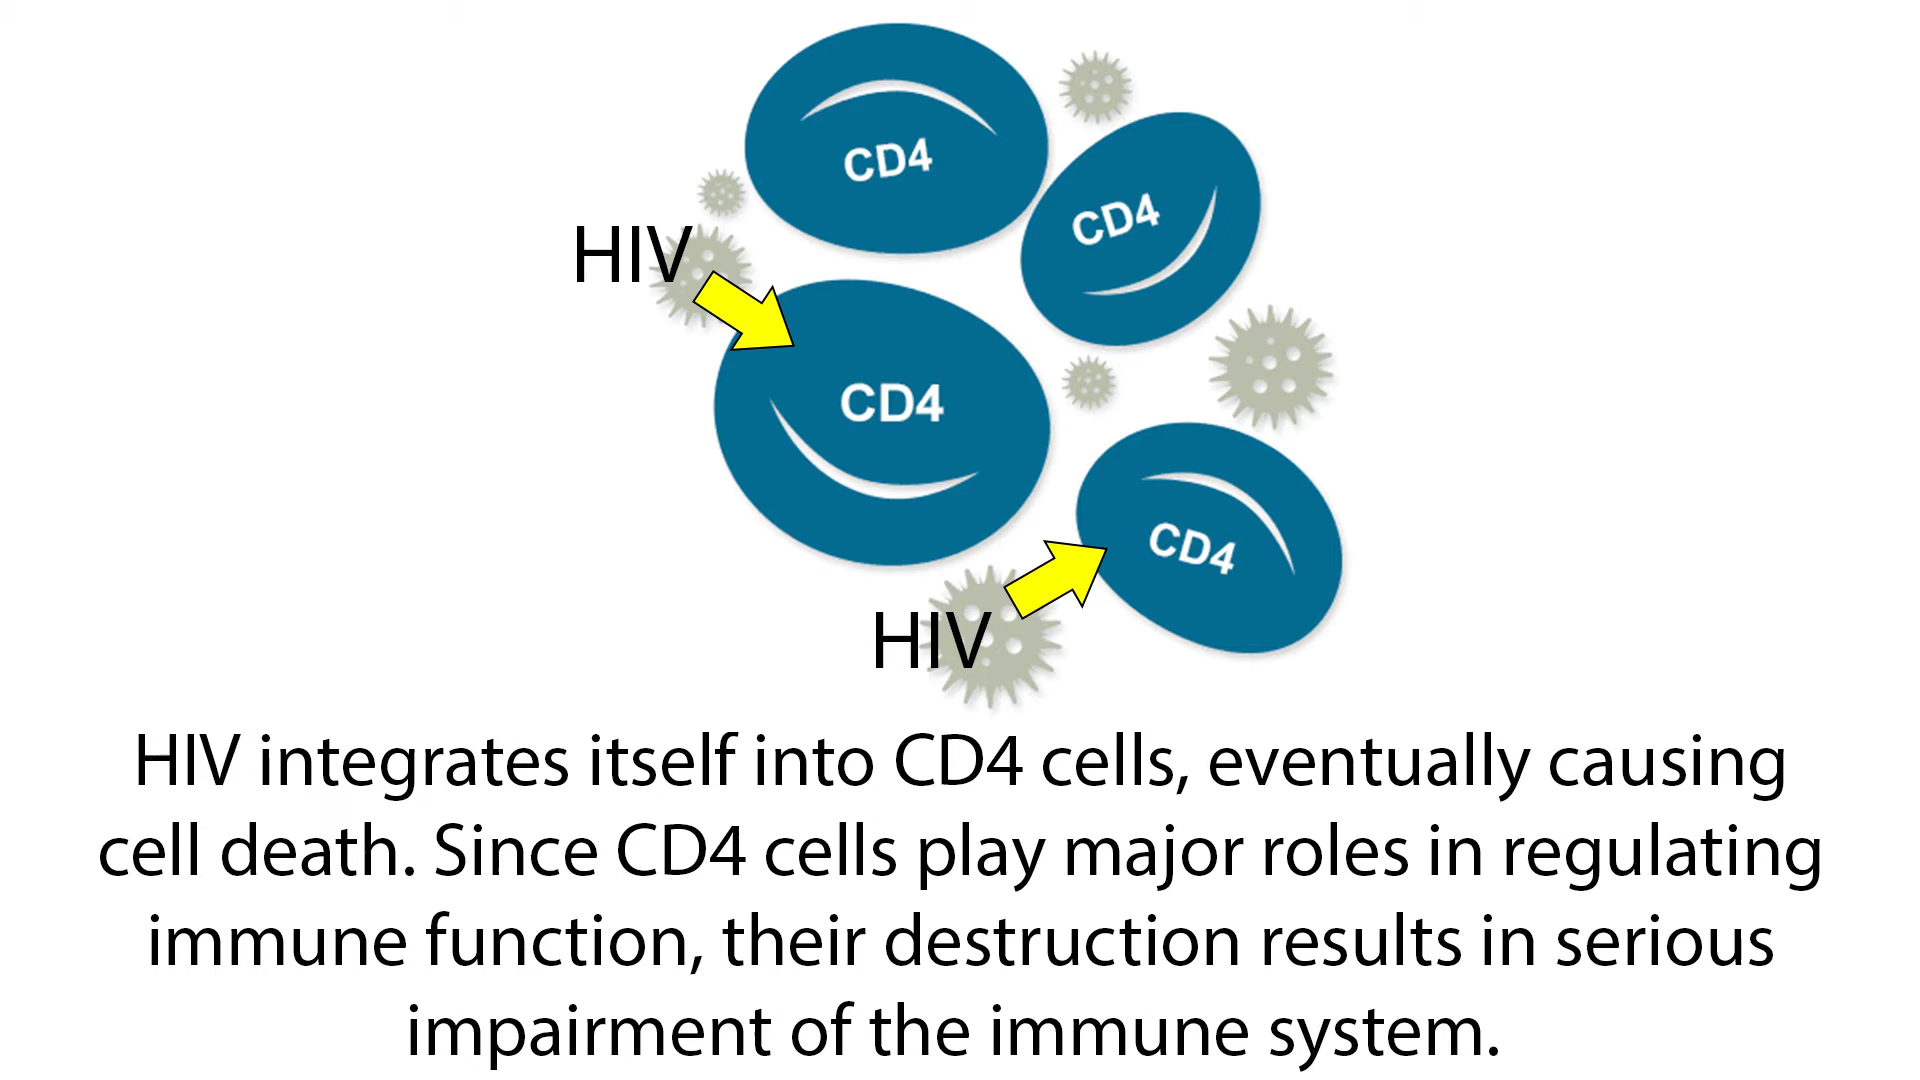 CD4
CD4
HIV
CD4
CD4
HIV
HIV integrates itself into CD4 cells, eventually causing
cell death. Since CD4 cells play major roles in regulating
immune function, their destruction results in serious
impairment of the immune system.